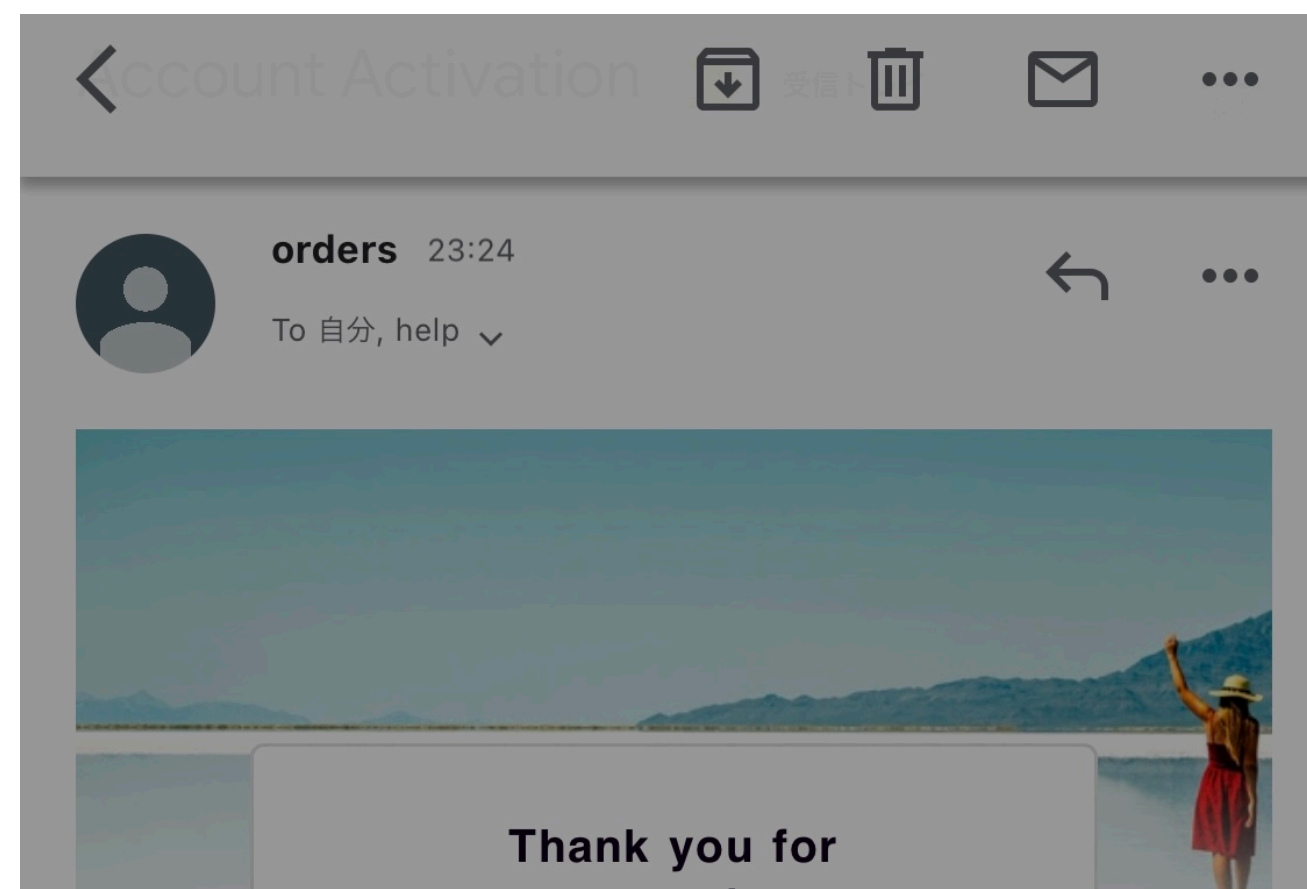 Account Activation 受信ト
orders 23:24
To 自分, help
Thank you for